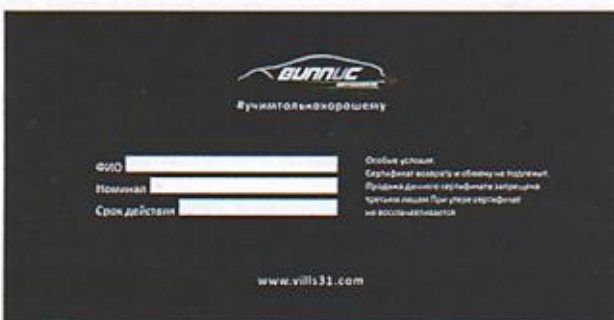 ВИЛЛИС
#учимтолькохорошему
ФИО
Номинал
Срок действия
Особые условия.
Сертификат возврату и обмену не подлежит.
Продажа данного сертификата запрещена
третьим лицам При утере сертификат
не восстанавливается
www.vills31.com